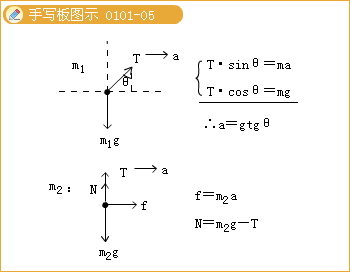 手写板图示 0101-05
T a
m₁
θ
m₁g
T·sinθ=ma
T·cosθ=mg
∴a=gtgθ
T a
m₂:
N
f
m₂g
f=m₂a
N=m₂g-T